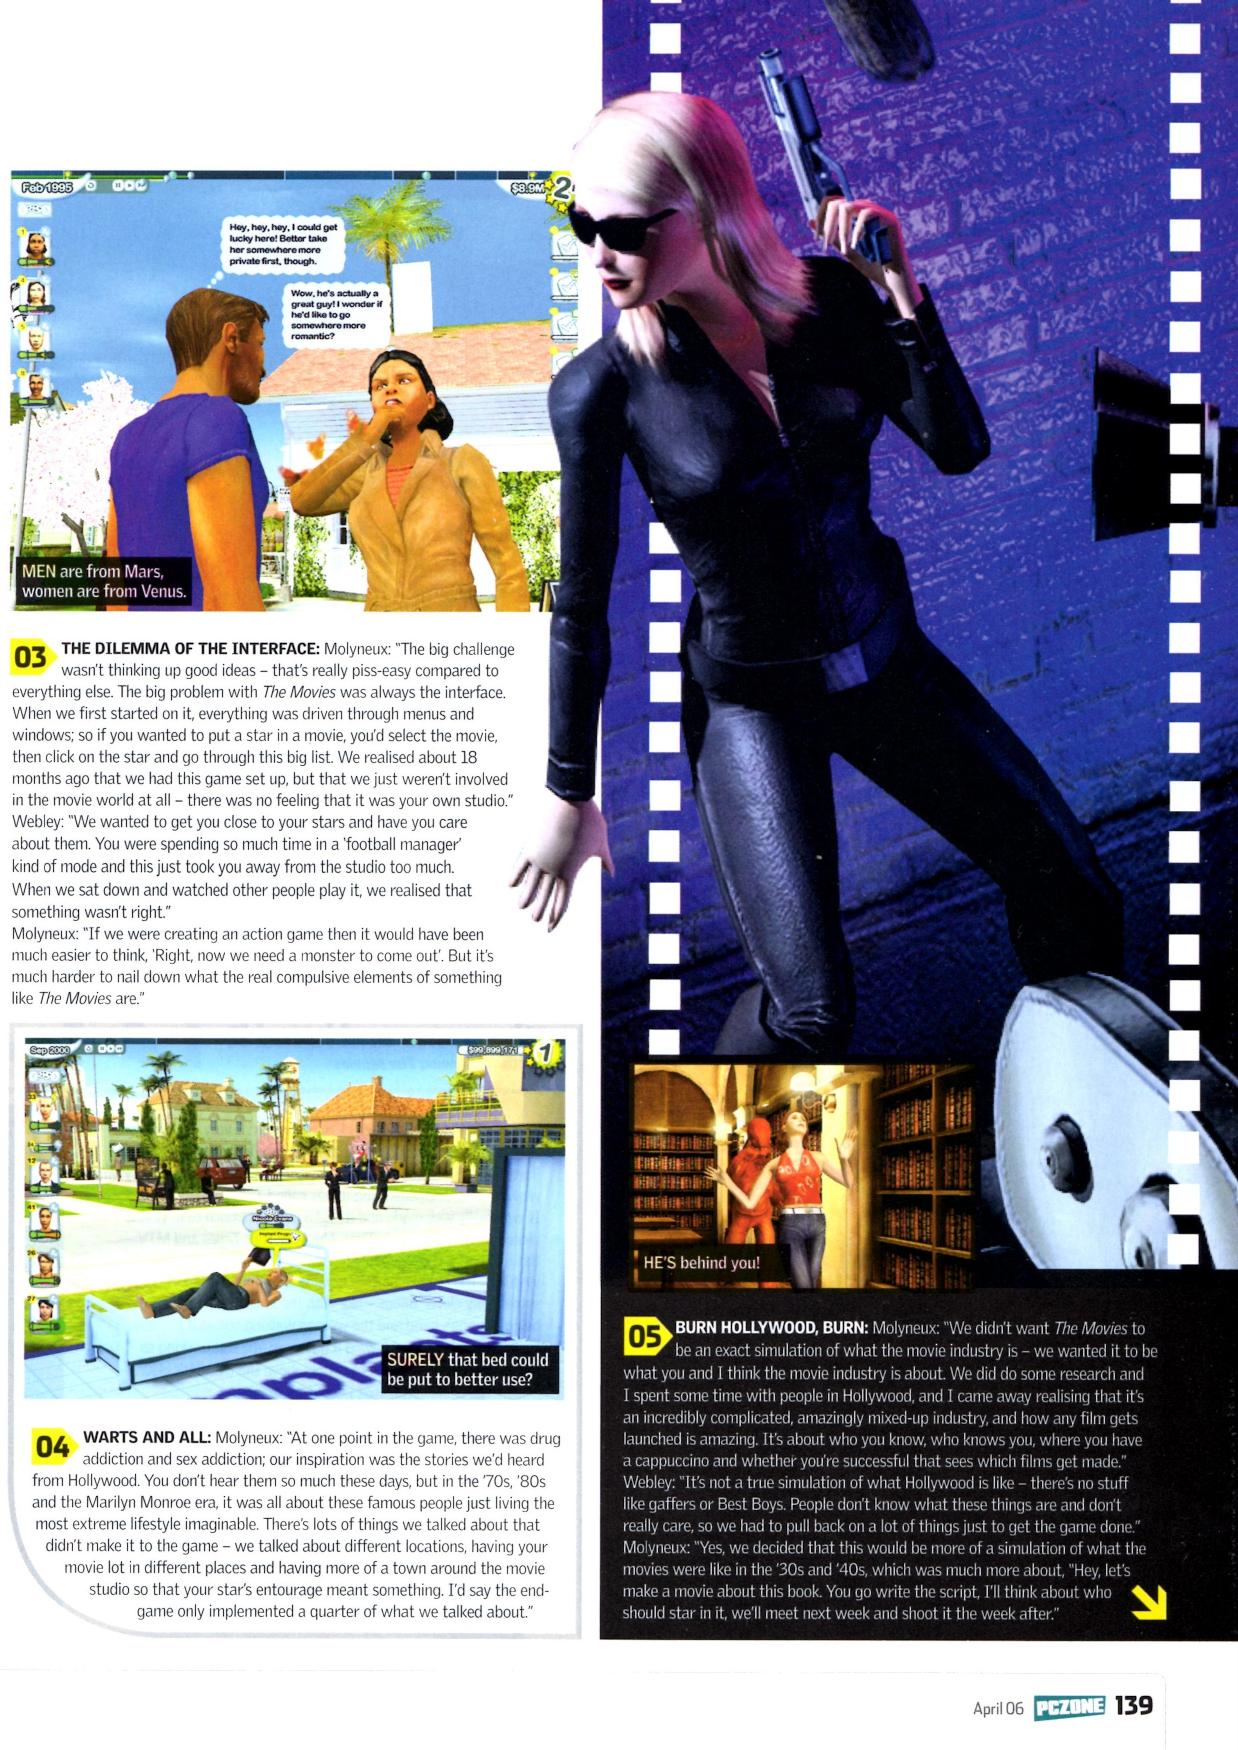 Feb 1995
$8.9M
2
Hey, hey, hey, I could get
lucky here! Better take
her somewhere more
private first, though.
Wow, he's actually a
great guy! I wonder if
he'd like to go
somewhere more
romantic?
MEN are from Mars,
women are from Venus.
03 THE DILEMMA OF THE INTERFACE: Molyneux: “The big challenge
wasn't thinking up good ideas – that's really piss-easy compared to
everything else. The big problem with The Movies was always the interface.
When we first started on it, everything was driven through menus and
windows; so if you wanted to put a star in a movie, you'd select the movie,
then click on the star and go through this big list. We realised about 18
months ago that we had this game set up, but that we just weren't involved
in the movie world at all – there was no feeling that it was your own studio.”
Webley: “We wanted to get you close to your stars and have you care
about them. You were spending so much time in a ‘football manager’
kind of mode and this just took you away from the studio too much.
When we sat down and watched other people play it, we realised that
something wasn't right.”
Molyneux: “If we were creating an action game then it would have been
much easier to think, ‘Right, now we need a monster to come out’. But it's
much harder to nail down what the real compulsive elements of something
like The Movies are.”
Sep 2000
$99,899,171
1
SURELY that bed could
be put to better use?
04 WARTS AND ALL: Molyneux: “At one point in the game, there was drug
addiction and sex addiction; our inspiration was the stories we'd heard
from Hollywood. You don't hear them so much these days, but in the ’70s, ’80s
and the Marilyn Monroe era, it was all about these famous people just living the
most extreme lifestyle imaginable. There's lots of things we talked about that
didn't make it to the game – we talked about different locations, having your
movie lot in different places and having more of a town around the movie
studio so that your star's entourage meant something. I'd say the end-
game only implemented a quarter of what we talked about.”
HE'S behind you!
05 BURN HOLLYWOOD, BURN: Molyneux: “We didn't want The Movies to
be an exact simulation of what the movie industry is – we wanted it to be
what you and I think the movie industry is about. We did do some research and
I spent some time with people in Hollywood, and I came away realising that it's
an incredibly complicated, amazingly mixed-up industry, and how any film gets
launched is amazing. It's about who you know, who knows you, where you have
a cappuccino and whether you're successful that sees which films get made.”
Webley: “It's not a true simulation of what Hollywood is like – there's no stuff
like gaffers or Best Boys. People don't know what these things are and don't
really care, so we had to pull back on a lot of things just to get the game done.”
Molyneux: “Yes, we decided that this would be more of a simulation of what the
movies were like in the ’30s and ’40s, which was much more about, “Hey, let's
make a movie about this book. You go write the script, I'll think about who
should star in it, we'll meet next week and shoot it the week after.”
April 06 PCZONE 139